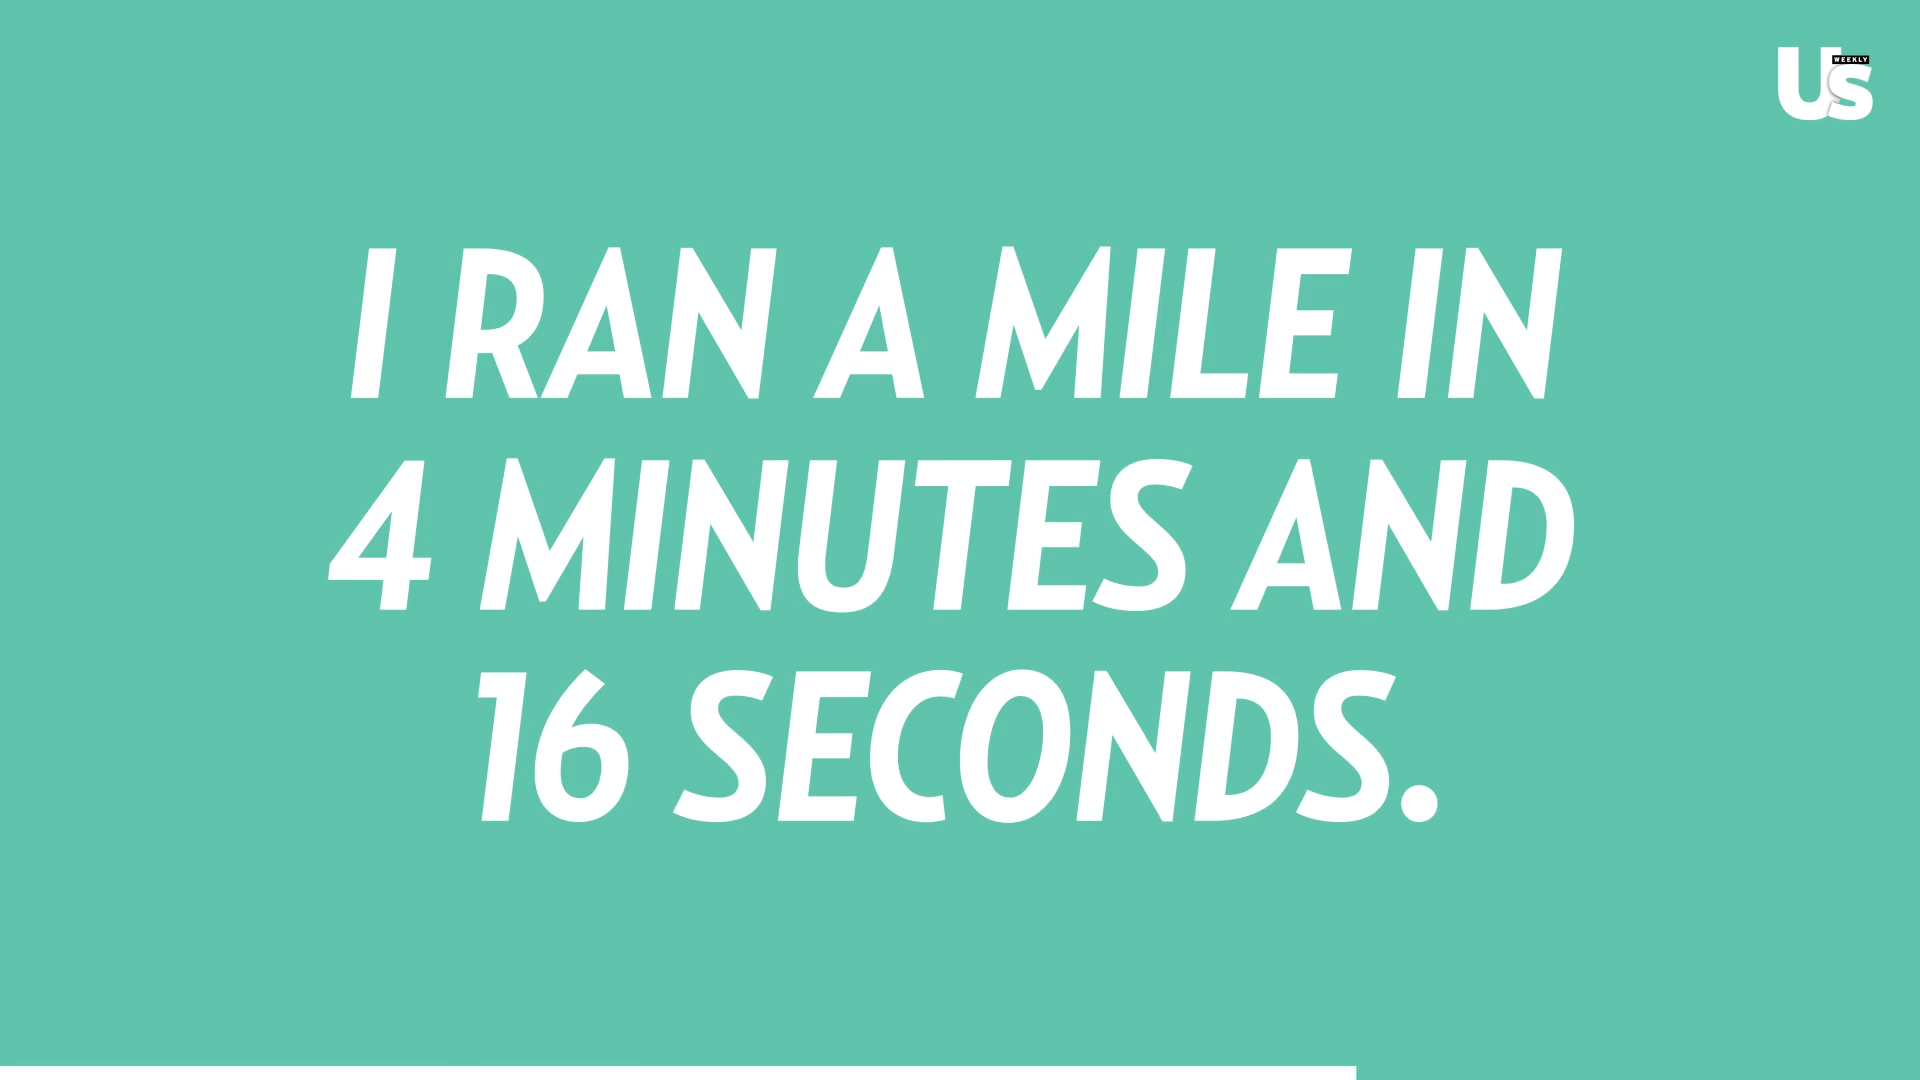 Us
WEEKLY
I RAN A MILE IN
4 MINUTES AND
16 SECONDS.